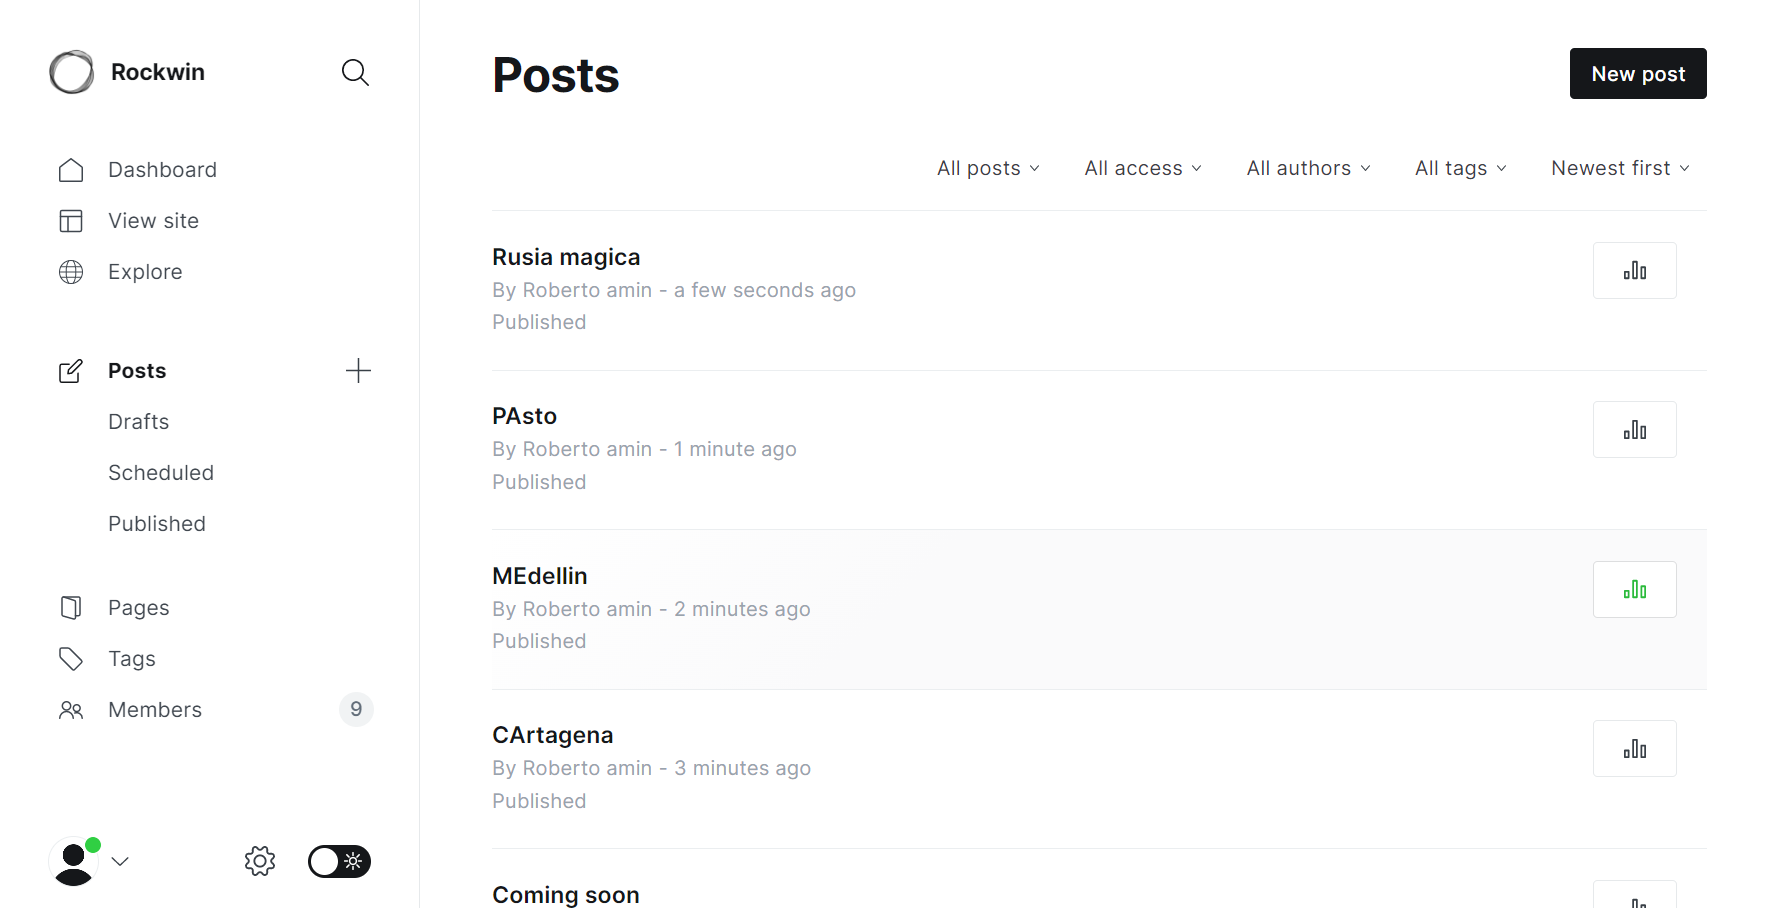 Rockwin
Dashboard
View site
Explore
Posts
Drafts
Scheduled
Published
Pages
Tags
Members 9
Posts
New post
All posts All access All authors All tags Newest first
Rusia magica
By Roberto amin - a few seconds ago
Published
PAsto
By Roberto amin - 1 minute ago
Published
MEdellin
By Roberto amin - 2 minutes ago
Published
CArtagena
By Roberto amin - 3 minutes ago
Published
Coming soon